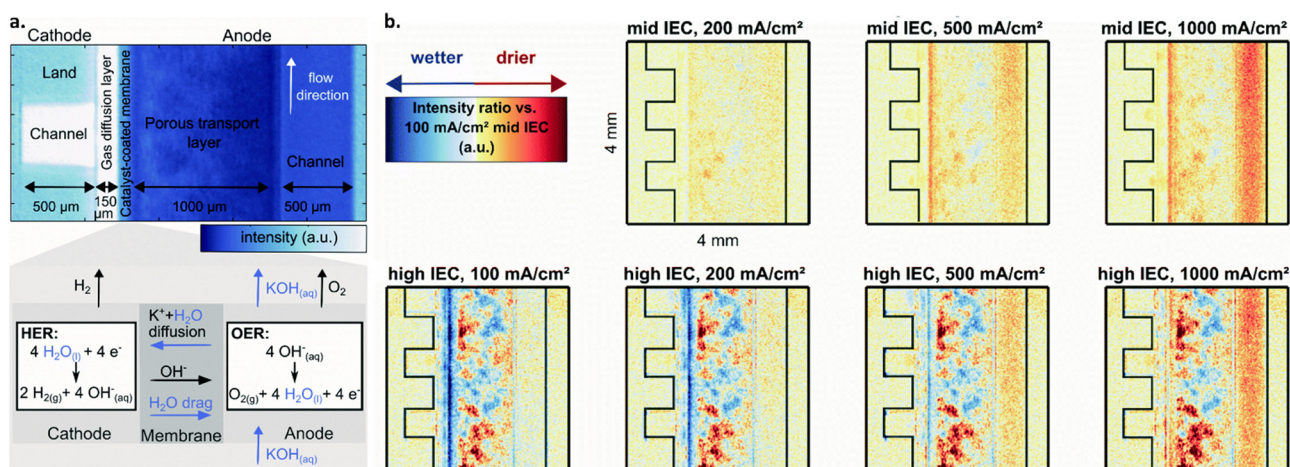 a.
Cathode
Anode
Land
Channel
Gas diffusion layer
Catalyst-coated membrane
Porous transport
layer
flow
direction
Channel
500 µm
150
µm
1000 µm
500 µm
intensity (a.u.)
H₂
KOH(aq)
O₂
HER:
4 H₂O(l) + 4 e⁻
2 H₂(g)+ 4 OH⁻(aq)
K⁺+H₂O
diffusion
OH⁻
H₂O drag
OER:
4 OH⁻(aq)
O₂(g)+ 4 H₂O(l)+ 4 e⁻
Cathode
Membrane
Anode
KOH(aq)
b.
wetter
drier
Intensity ratio vs.
100 mA/cm² mid IEC
(a.u.)
mid IEC, 200 mA/cm²
mid IEC, 500 mA/cm²
mid IEC, 1000 mA/cm²
4 mm
4 mm
high IEC, 100 mA/cm²
high IEC, 200 mA/cm²
high IEC, 500 mA/cm²
high IEC, 1000 mA/cm²